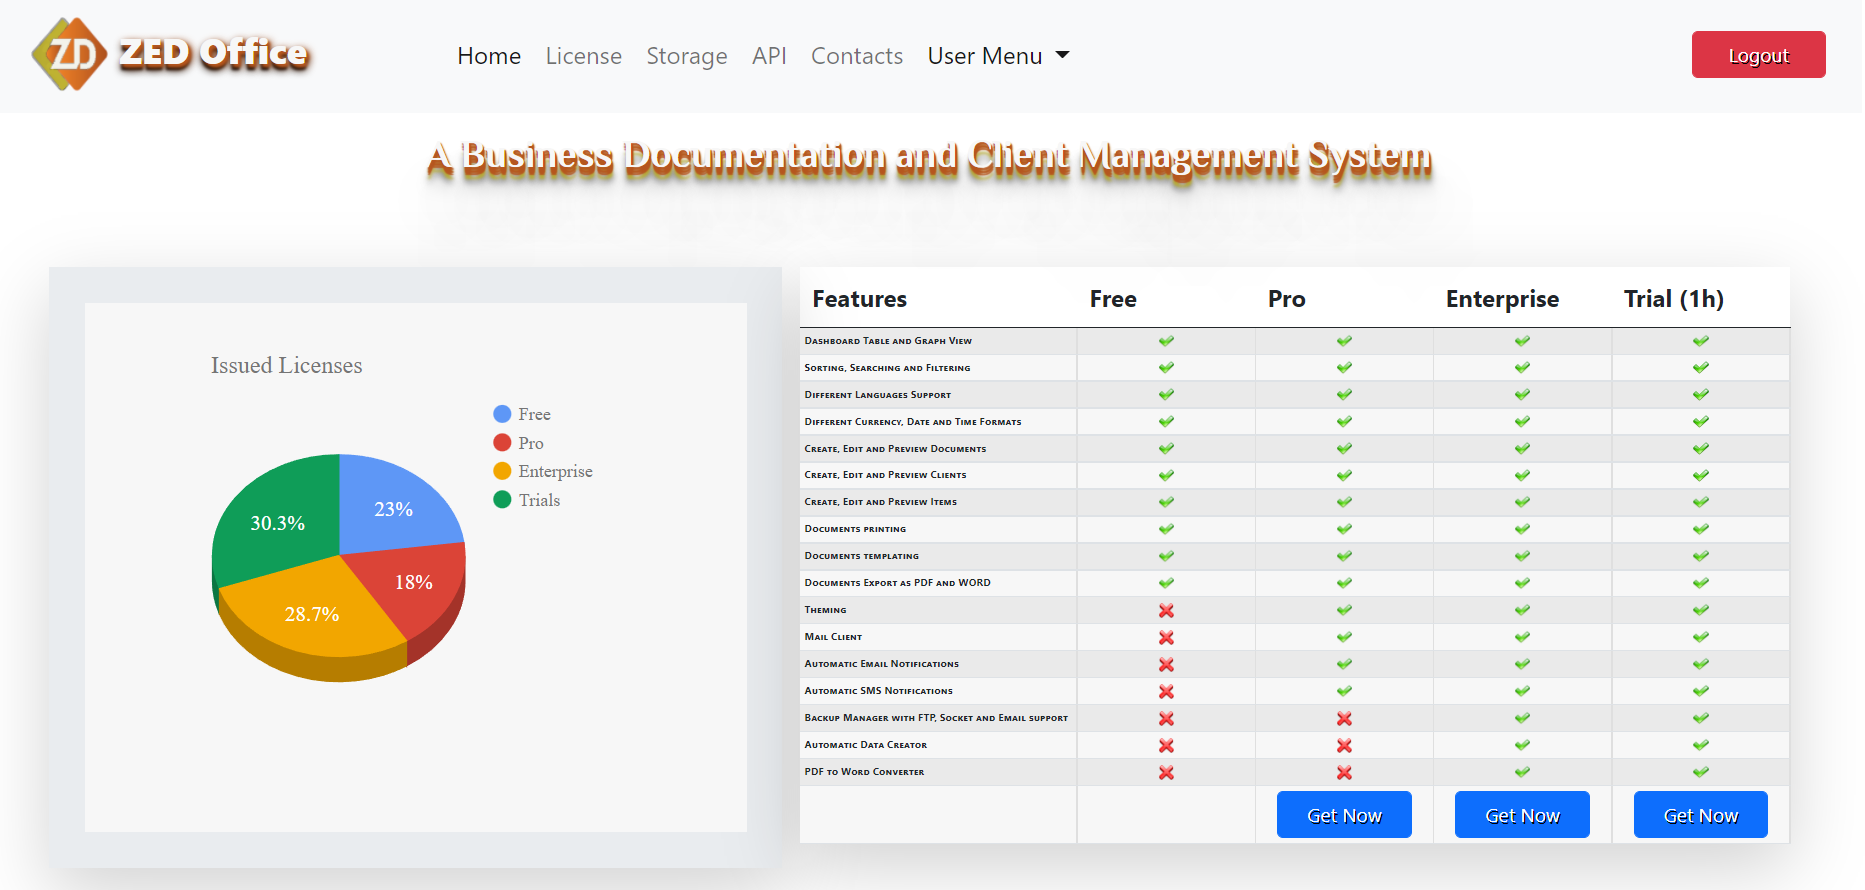 ZD ZED Office
Home License Storage API Contacts User Menu
Logout
A Business Documentation and Client Management System
Issued Licenses
Free
Pro
Enterprise
Trials
30.3%
23%
18%
28.7%
Features Free Pro Enterprise Trial (1h)
Dashboard Table and Graph View
Sorting, Searching and Filtering
Different Languages Support
Different Currency, Date and Time Formats
Create, Edit and Preview Documents
Create, Edit and Preview Clients
Create, Edit and Preview Items
Documents printing
Documents templating
Documents Export as PDF and WORD
Theming
Mail Client
Automatic Email Notifications
Automatic SMS Notifications
Backup Manager with FTP, Socket and Email support
Automatic Data Creator
PDF to Word Converter
Get Now Get Now Get Now